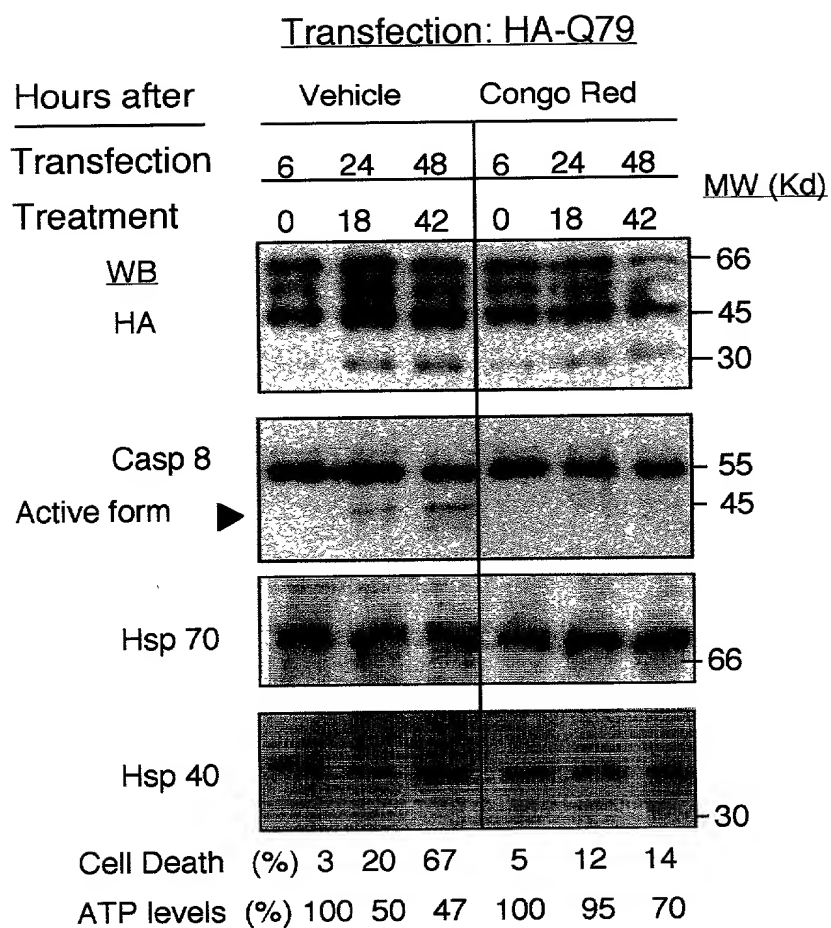 Transfection: HA-Q79
Hours after Vehicle Congo Red
Transfection 6 24 48 6 24 48
MW (Kd)
Treatment 0 18 42 0 18 42
WB
66
HA
45
30
Casp 8
55
45
Active form
Hsp 70
66
Hsp 40
30
Cell Death (%) 3 20 67 5 12 14
ATP levels (%) 100 50 47 100 95 70